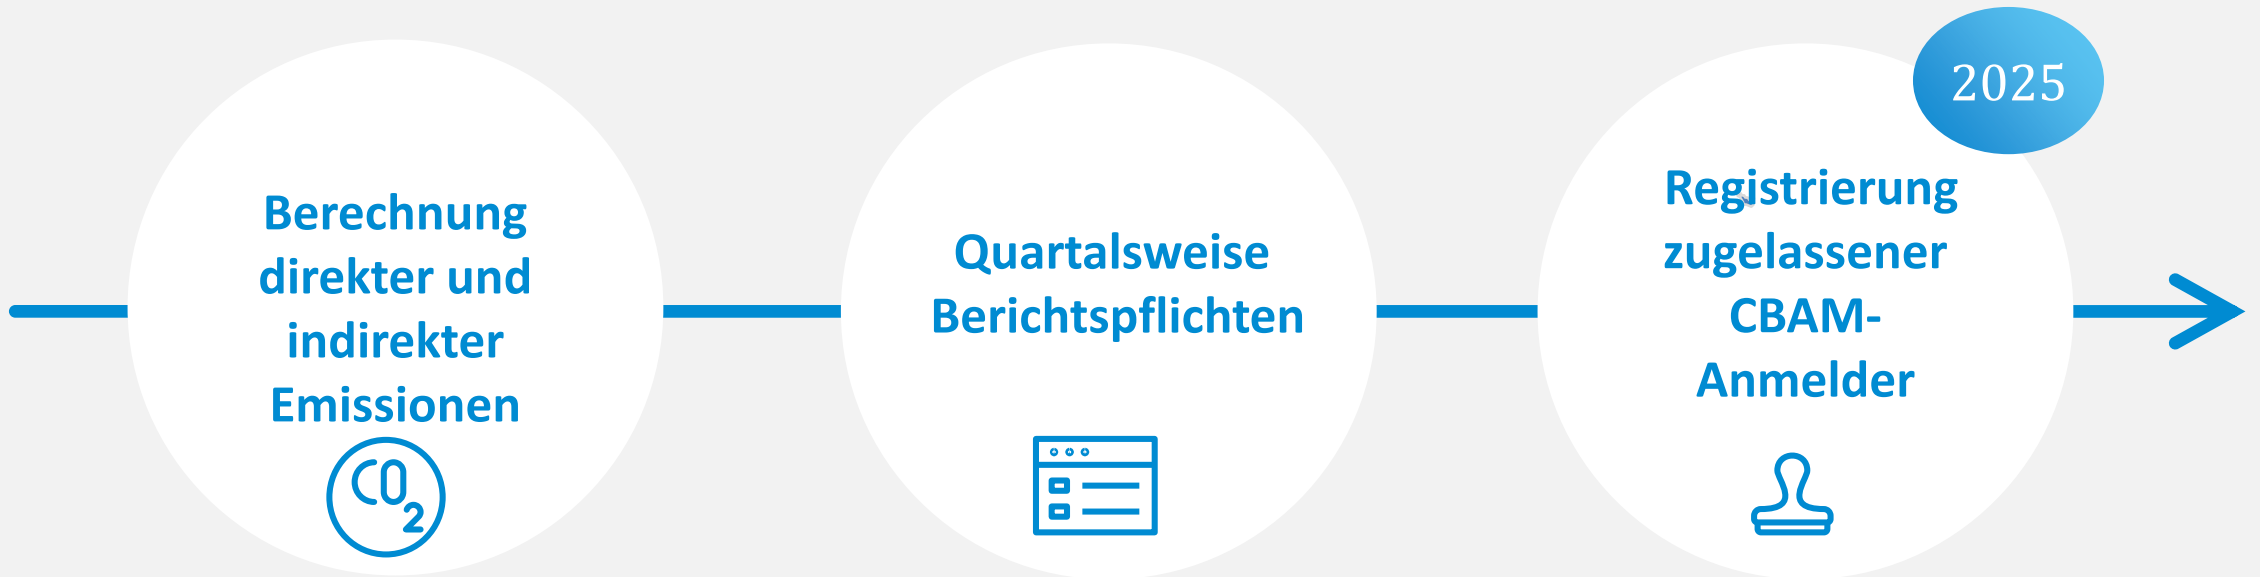 Berechnung
direkter und
indirekter
Emissionen
CO2
Quartalsweise
Berichtspflichten
2025
Registrierung
zugelassener
CBAM-
Anmelder